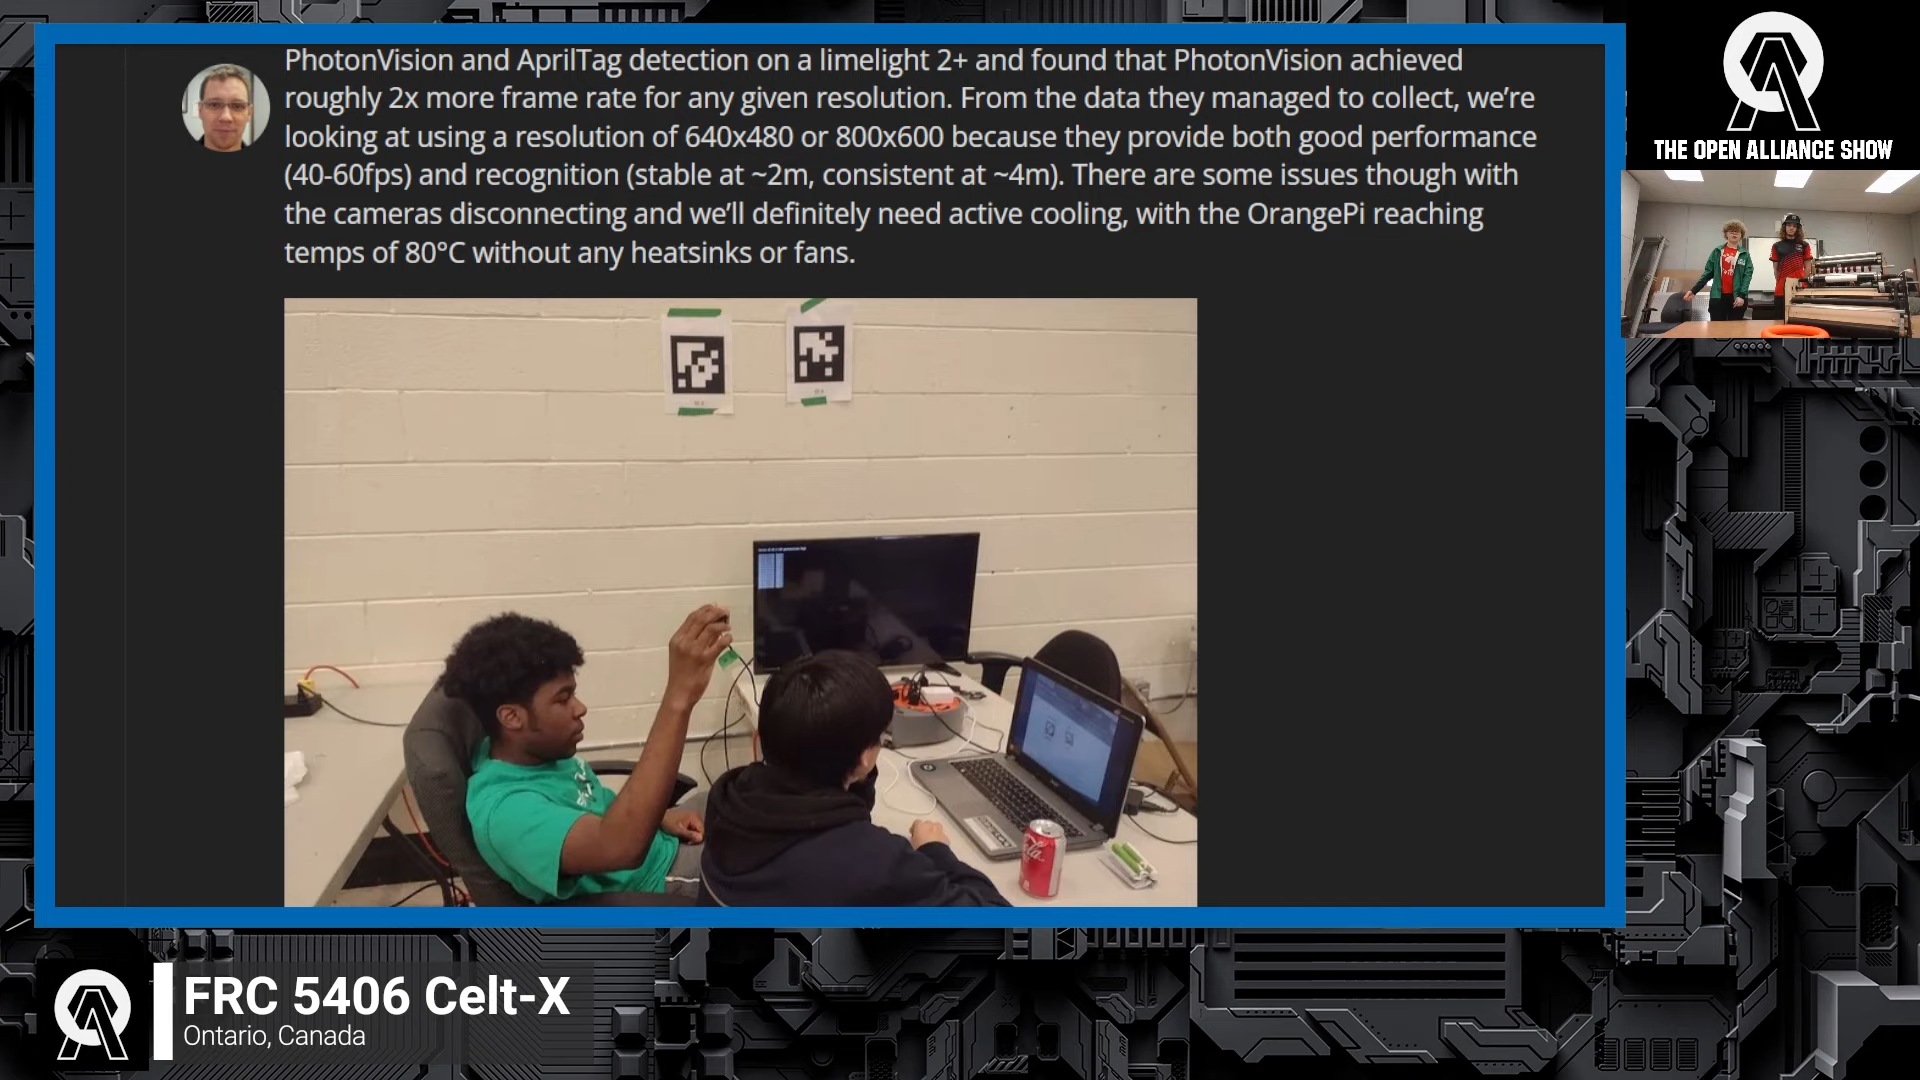 PhotonVision and AprilTag detection on a limelight 2+ and found that PhotonVision achieved
roughly 2x more frame rate for any given resolution. From the data they managed to collect, we’re
looking at using a resolution of 640x480 or 800x600 because they provide both good performance
(40-60fps) and recognition (stable at ~2m, consistent at ~4m). There are some issues though with
the cameras disconnecting and we’ll definitely need active cooling, with the OrangePi reaching
temps of 80°C without any heatsinks or fans.
THE OPEN ALLIANCE SHOW
FRC 5406 Celt-X
Ontario, Canada